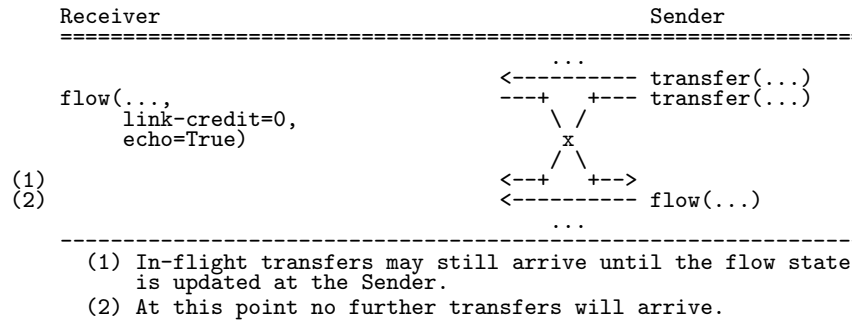 Receiver                                                  Sender
=================================================================
                                      ...
                               <---------- transfer(...)
flow(...,                      ---+   +--- transfer(...)
     link-credit=0,                \ /
     echo=True)                     x
                                   / \
(1)                            <--+   +-->
(2)                            <---------- flow(...)
                                      ...
-----------------------------------------------------------------
(1) In-flight transfers may still arrive until the flow state
    is updated at the Sender.
(2) At this point no further transfers will arrive.